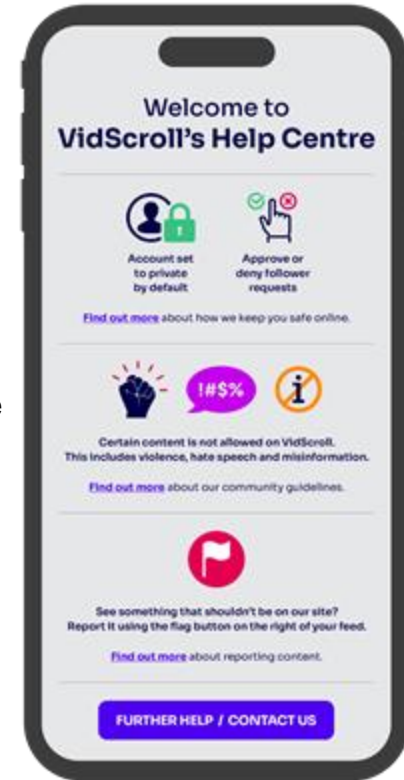 Welcome to
VidScroll's Help Centre
Account set
to private
by default
Approve or
deny follower
requests
Find out more about how we keep you safe online.
!#$%
i
Certain content is not allowed on VidScroll.
This includes violence, hate speech and misinformation.
Find out more about our community guidelines.
See something that shouldn't be on our site?
Report it using the flag button on the right of your feed.
Find out more about reporting content.
FURTHER HELP / CONTACT US